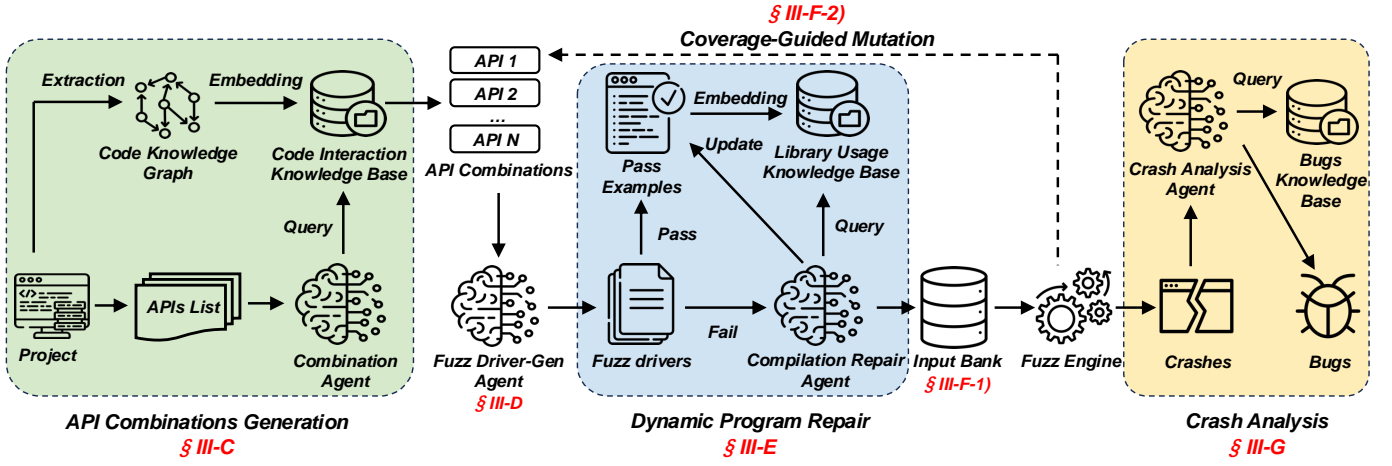 § III-F-2)
Coverage-Guided Mutation
Extraction
Embedding
Code Knowledge
Graph
Code Interaction
Knowledge Base
Query
Project
APIs List
Combination
Agent
API Combinations Generation
§ III-C
API 1
API 2
...
API N
API Combinations
Fuzz Driver-Gen
Agent
§ III-D
Embedding
Update
Pass
Examples
Library Usage
Knowledge Base
Pass
Query
Fail
Fuzz drivers
Compilation Repair
Agent
Dynamic Program Repair
§ III-E
Input Bank
§ III-F-1)
Fuzz Engine
Query
Crash Analysis
Agent
Bugs
Knowledge
Base
Crashes
Bugs
Crash Analysis
§ III-G